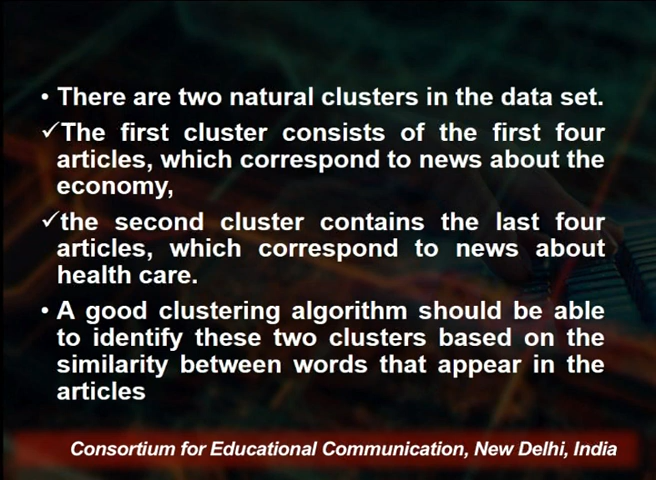 • There are two natural clusters in the data set.
✓The first cluster consists of the first four
articles, which correspond to news about the
economy,
✓the second cluster contains the last four
articles, which correspond to news about
health care.
• A good clustering algorithm should be able
to identify these two clusters based on the
similarity between words that appear in the
articles
Consortium for Educational Communication, New Delhi, India